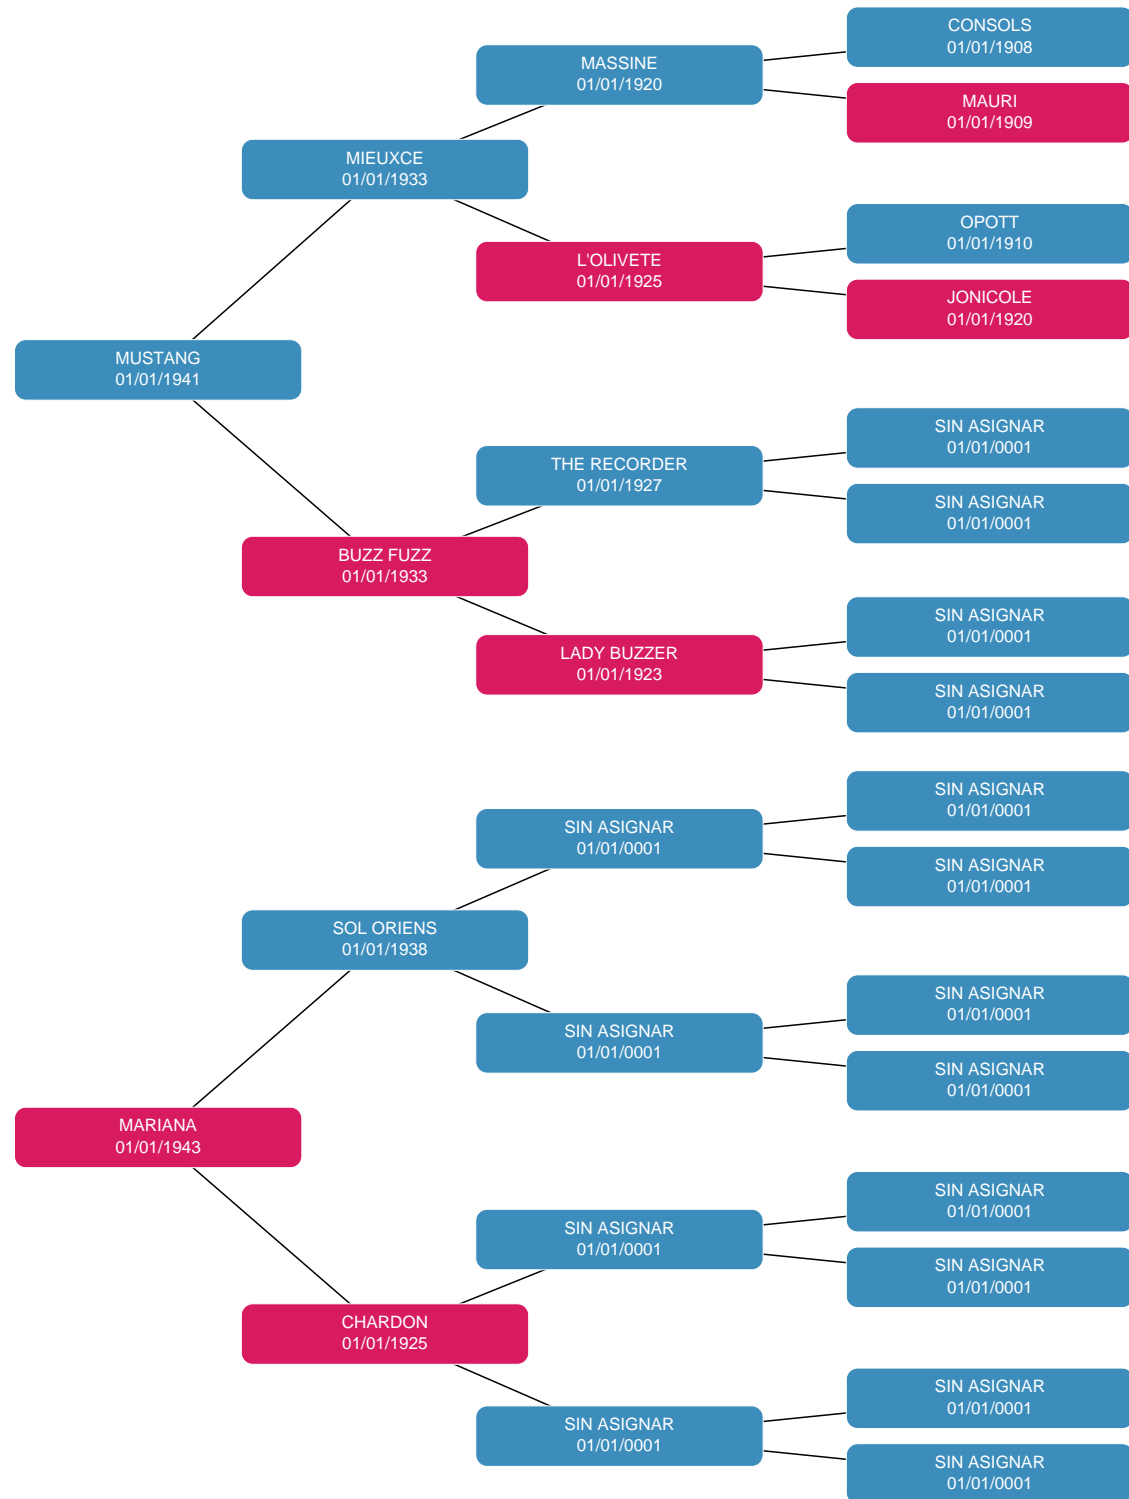 CONSOLS
01/01/1908
MASSINE
01/01/1920
MAURI
01/01/1909
MIEUXCE
01/01/1933
OPOTT
01/01/1910
L'OLIVETE
01/01/1925
JONICOLE
01/01/1920
MUSTANG
01/01/1941
SIN ASIGNAR
01/01/0001
THE RECORDER
01/01/1927
SIN ASIGNAR
01/01/0001
BUZZ FUZZ
01/01/1933
SIN ASIGNAR
01/01/0001
LADY BUZZER
01/01/1923
SIN ASIGNAR
01/01/0001
SIN ASIGNAR
01/01/0001
SIN ASIGNAR
01/01/0001
SIN ASIGNAR
01/01/0001
SOL ORIENS
01/01/1938
SIN ASIGNAR
01/01/0001
SIN ASIGNAR
01/01/0001
SIN ASIGNAR
01/01/0001
MARIANA
01/01/1943
SIN ASIGNAR
01/01/0001
SIN ASIGNAR
01/01/0001
SIN ASIGNAR
01/01/0001
CHARDON
01/01/1925
SIN ASIGNAR
01/01/0001
SIN ASIGNAR
01/01/0001
SIN ASIGNAR
01/01/0001